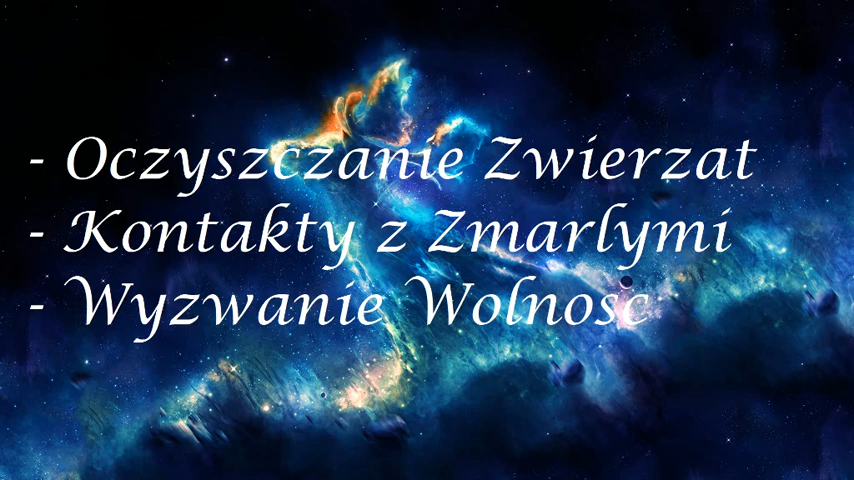 - Oczyszczanie Zwierzat
- Kontakty z Zmarlymi
- Wyzwanie Wolnosc